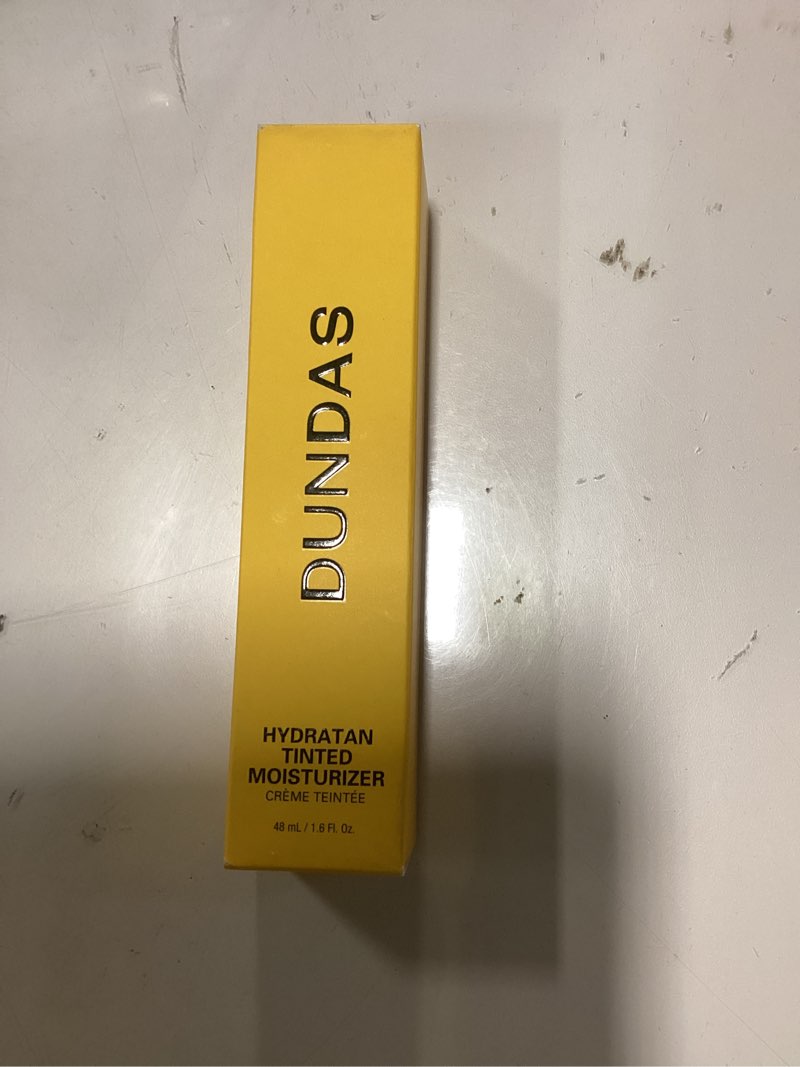 DUNDAS
HYDRATAN
TINTED
MOISTURIZER
CRÈME TEINTÉE
48 mL / 1.6 Fl. Oz.